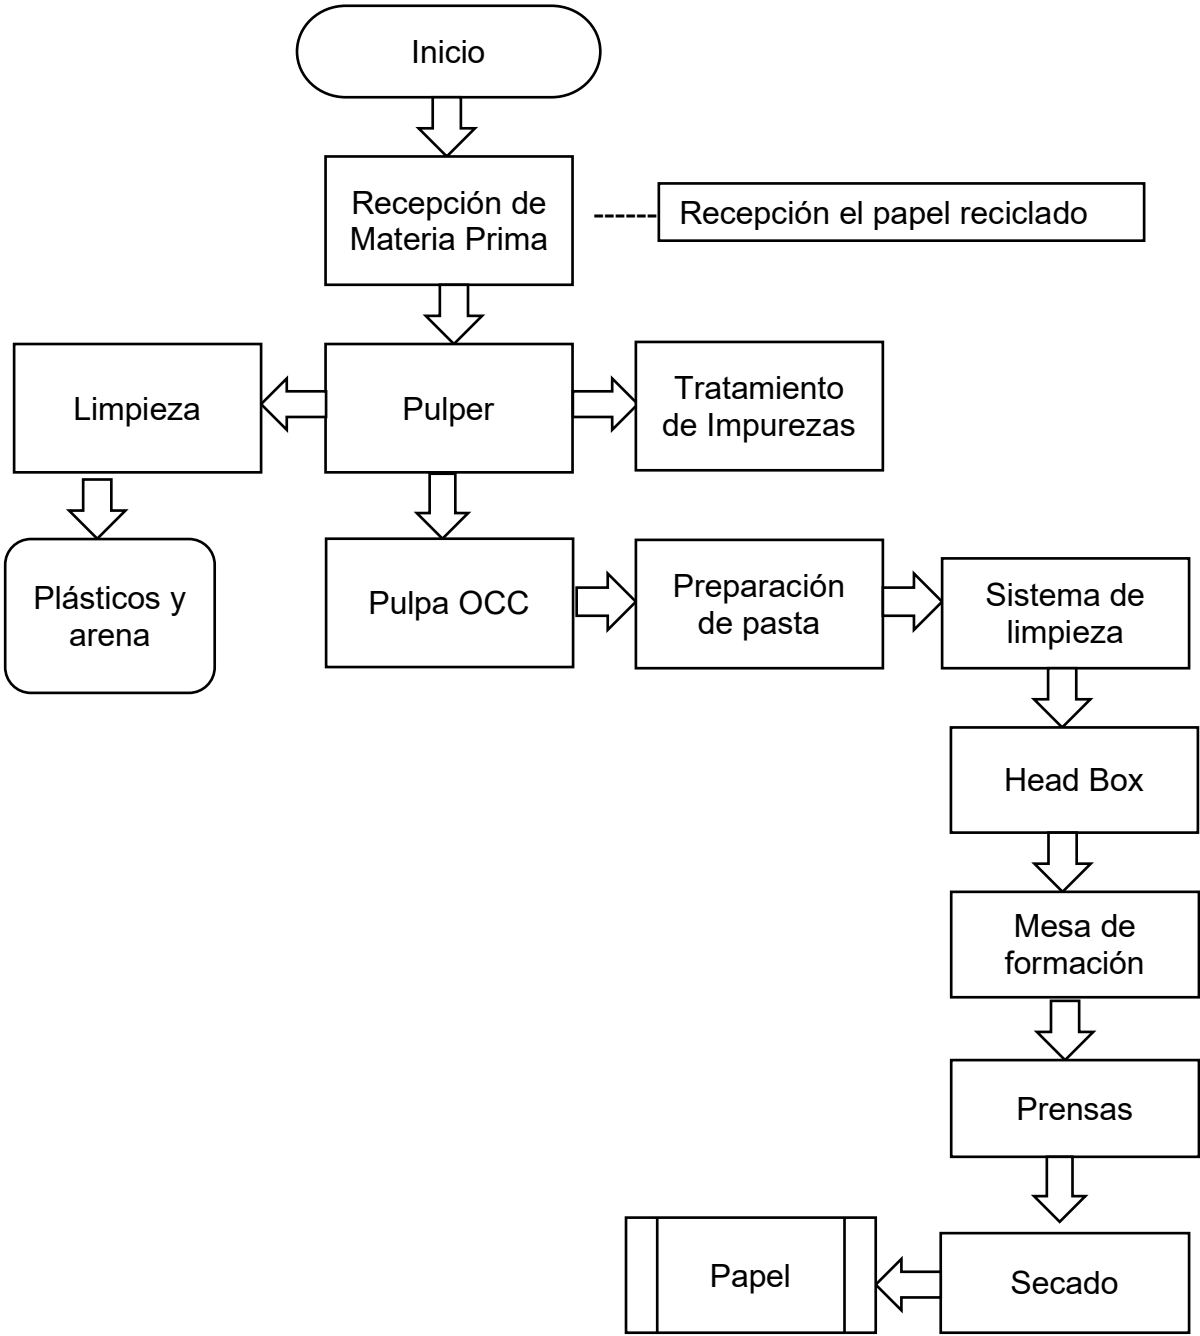 Inicio
Recepción de
Materia Prima
Recepción el papel reciclado
Limpieza
Pulper
Tratamiento
de Impurezas
Plásticos y
arena
Pulpa OCC
Preparación
de pasta
Sistema de
limpieza
Head Box
Mesa de
formación
Prensas
Papel
Secado